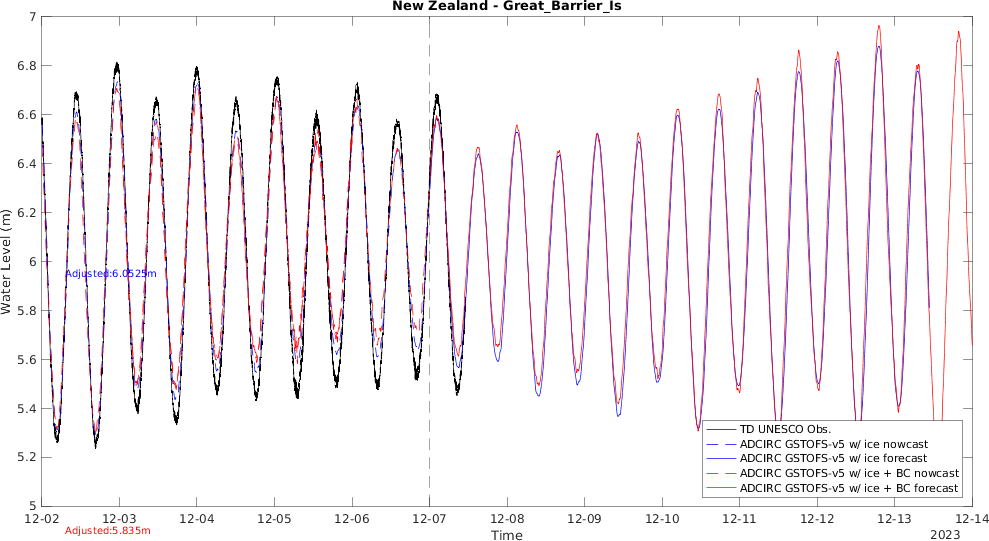 New Zealand - Great_Barrier_Is
7
6.8
6.6
6.4
6.2
6
5.8
5.6
5.4
5.2
5
Water Level (m)
Adjusted:6.0525m
TD UNESCO Obs.
ADCIRC GSTOFS-v5 w/ ice nowcast
ADCIRC GSTOFS-v5 w/ ice forecast
ADCIRC GSTOFS-v5 w/ ice + BC nowcast
ADCIRC GSTOFS-v5 w/ ice + BC forecast
12-02 12-03 12-04 12-05 12-06 12-07 12-08 12-09 12-10 12-11 12-12 12-13 12-14
Adjusted:5.835m
Time
2023